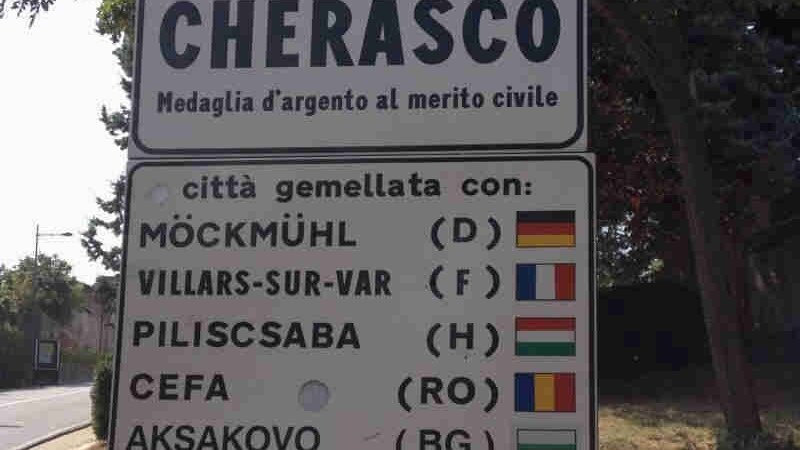 CHERASCO
Medaglia d'argento al merito civile
città gemellata con:
MÖCKMÜHL (D)
VILLARS-SUR-VAR (F)
PILISCSABA (H)
CEFA (RO)
AKSAKOVO (BG)